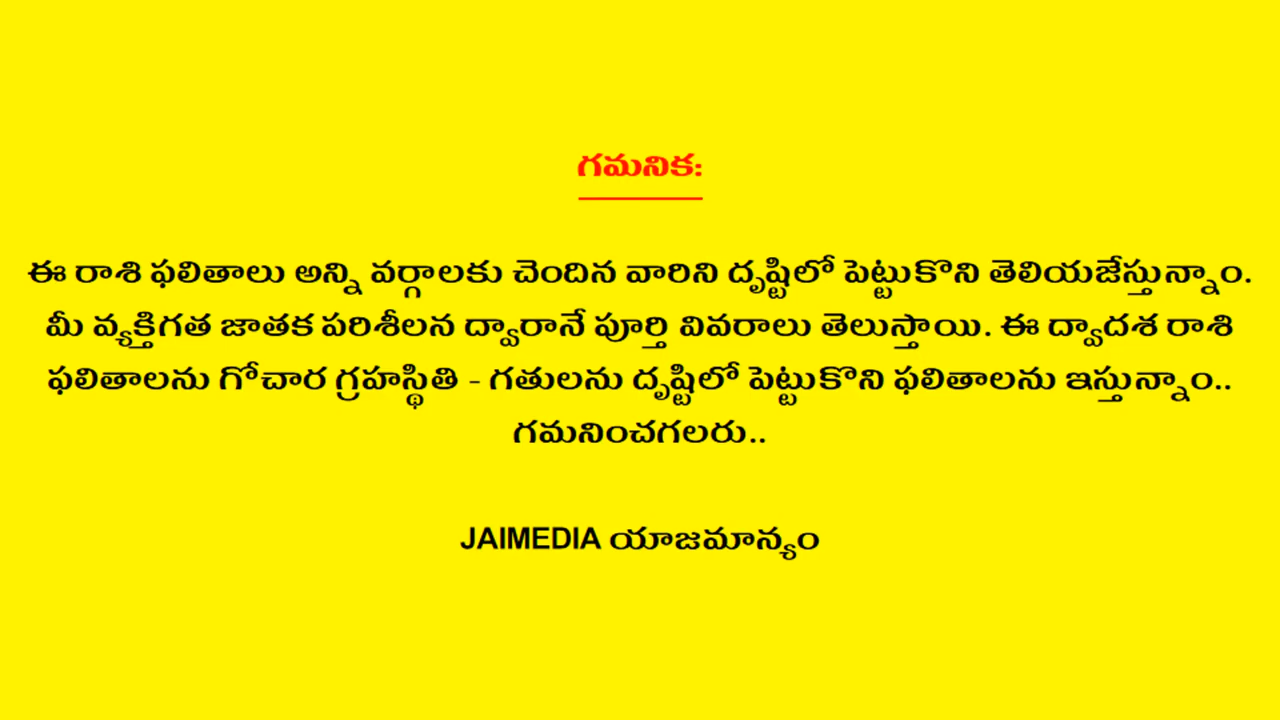 గమనిక:
ఈ రాశి ఫలితాలు అన్ని వర్గాలకు చెందిన వారిని దృష్టిలో పెట్టుకొని తెలియజేస్తున్నాం.
మీ వ్యక్తిగత జాతక పరిశీలన ద్వారానే పూర్తి వివరాలు తెలుస్తాయి. ఈ ద్వాదశ రాశి
ఫలితాలను గోచార గ్రహస్థితి - గతులను దృష్టిలో పెట్టుకొని ఫలితాలను ఇస్తున్నాం..
గమనించగలరు..
JAIMEDIA యాజమాన్యం